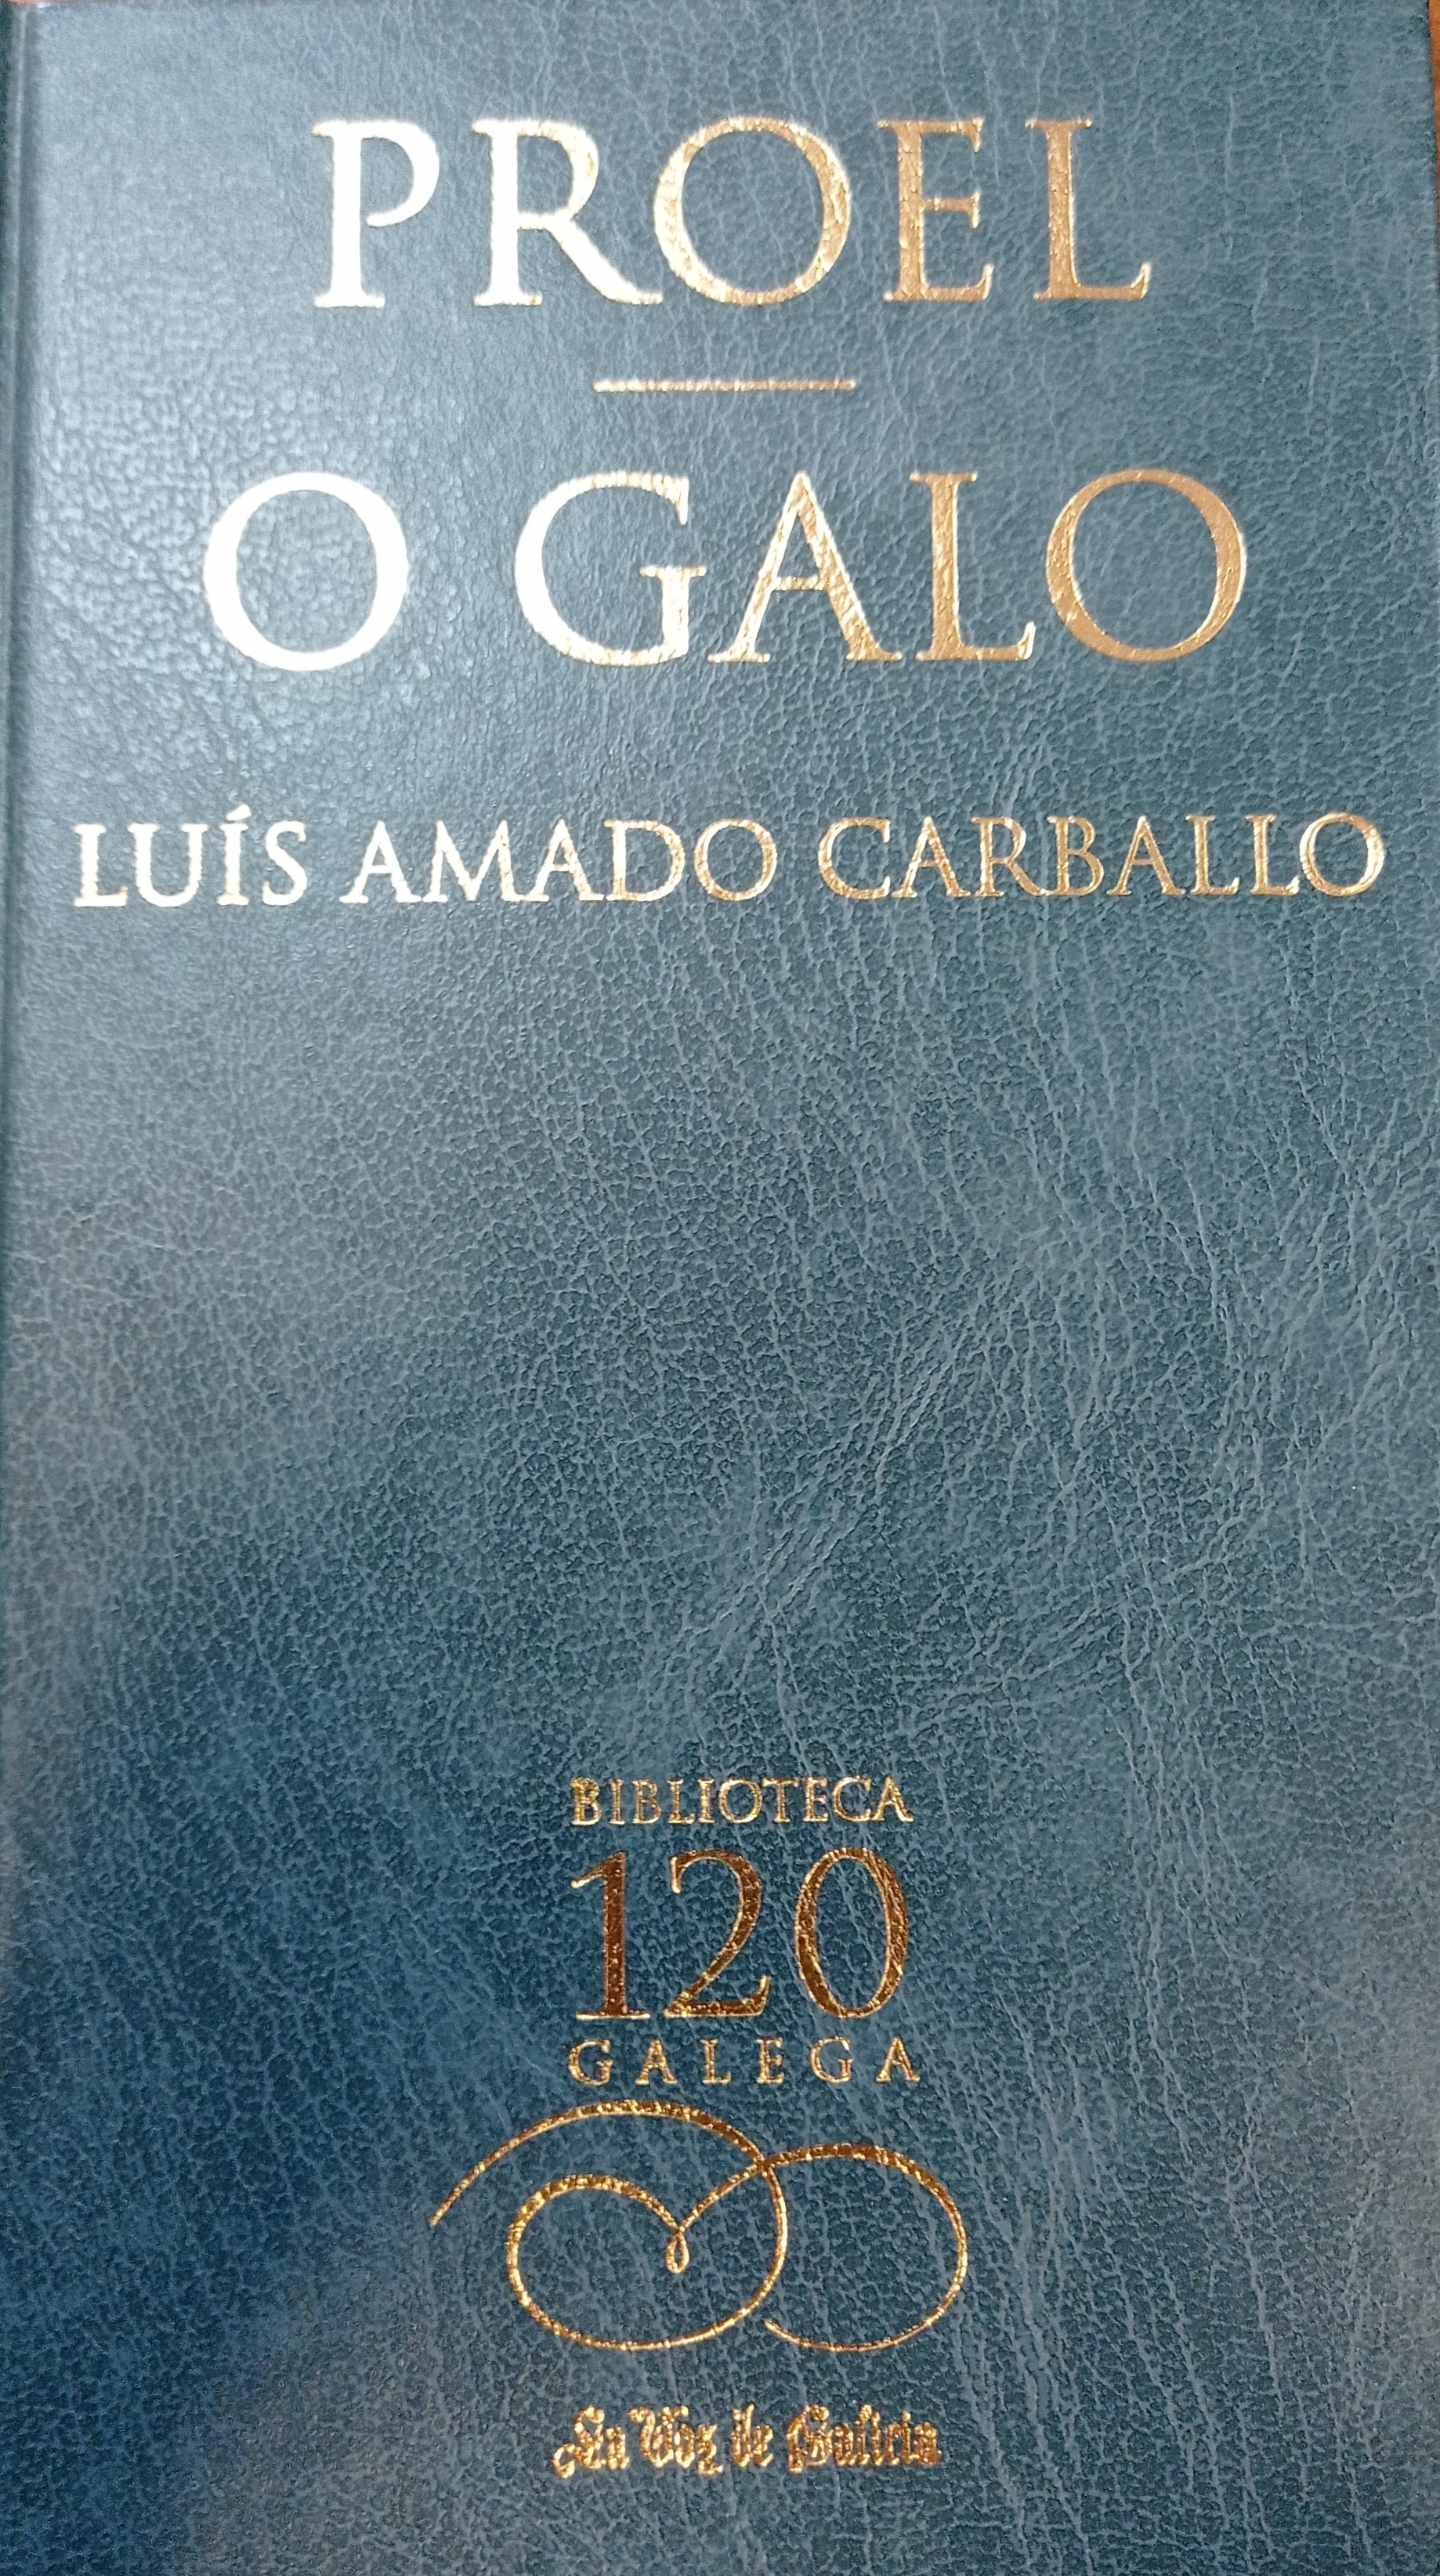 PROEL
O GALO
LUÍS AMADO CARBALLO
BIBLIOTECA
120
GALEGA
La Voz de Galicia